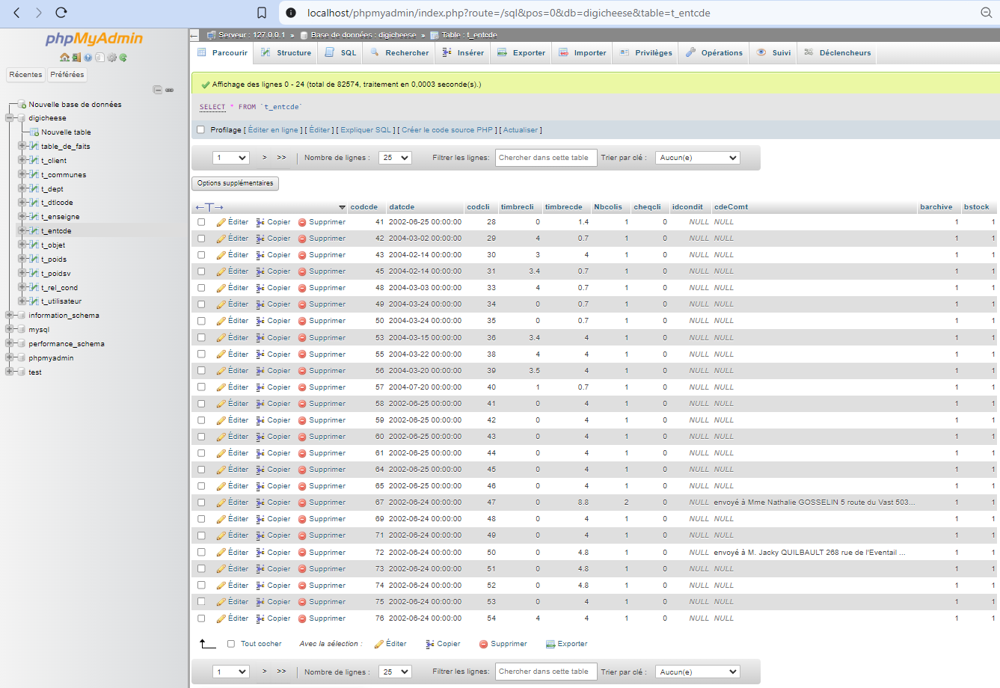 localhost/phpmyadmin/index.php?route=/sql&pos=0&db=digicheese&table=t_entcde
phpMyAdmin
Récentes Préférées
Nouvelle base de données
digicheese
Nouvelle table
table_de_faits
t_client
t_communes
t_dept
t_dtlcode
t_enseigne
t_entcde
t_objet
t_poids
t_poidsv
t_rel_cond
t_utilisateur
information_schema
mysql
performance_schema
phpmyadmin
test
Serveur : 127.0.0.1 » Base de données : digicheese » Table : t_entcde
Parcourir Structure SQL Rechercher Insérer Exporter Importer Privilèges Opérations Suivi Déclencheurs
Affichage des lignes 0 - 24 (total de 82574, traitement en 0,0003 seconde(s).)
SELECT * FROM `t_entcde`
Profilage [ Éditer en ligne ] [ Éditer ] [ Expliquer SQL ] [ Créer le code source PHP ] [ Actualiser ]
1 > >> Nombre de lignes : 25 Filtrer les lignes: Chercher dans cette table Trier par clé : Aucun(e)
Options supplémentaires
←T→ codcde datcde codcli timbrecli timbrecde Nbcolis cheqcli idcondit cdeComt barchive bstock
Éditer Copier Supprimer 41 2002-06-25 00:00:00 28 0 1.4 1 0 NULL NULL 1 1
Éditer Copier Supprimer 42 2004-03-02 00:00:00 29 4 0.7 1 0 NULL NULL 1 1
Éditer Copier Supprimer 43 2004-02-14 00:00:00 30 3 4 1 0 NULL NULL 1 1
Éditer Copier Supprimer 45 2004-02-14 00:00:00 31 3.4 0.7 1 0 NULL NULL 1 1
Éditer Copier Supprimer 48 2004-03-03 00:00:00 33 4 0.7 1 0 NULL NULL 1 1
Éditer Copier Supprimer 49 2004-03-24 00:00:00 34 0 0.7 1 0 NULL NULL 1 1
Éditer Copier Supprimer 50 2004-03-24 00:00:00 35 0 0.7 1 0 NULL NULL 1 1
Éditer Copier Supprimer 53 2004-03-15 00:00:00 36 3.4 4 1 0 NULL NULL 1 1
Éditer Copier Supprimer 55 2004-03-22 00:00:00 38 4 4 1 0 NULL NULL 1 1
Éditer Copier Supprimer 56 2004-03-20 00:00:00 39 3.5 4 1 0 NULL NULL 1 1
Éditer Copier Supprimer 57 2004-07-20 00:00:00 40 1 0.7 1 0 NULL NULL 1 1
Éditer Copier Supprimer 58 2002-06-25 00:00:00 41 0 4 1 0 NULL NULL 1 1
Éditer Copier Supprimer 59 2002-06-25 00:00:00 42 0 4 1 0 NULL NULL 1 1
Éditer Copier Supprimer 60 2002-06-25 00:00:00 43 0 4 1 0 NULL NULL 1 1
Éditer Copier Supprimer 61 2002-06-25 00:00:00 44 0 4 1 0 NULL NULL 1 1
Éditer Copier Supprimer 64 2002-06-25 00:00:00 45 0 4 1 0 NULL NULL 1 1
Éditer Copier Supprimer 65 2002-06-25 00:00:00 46 0 4 1 0 NULL NULL 1 1
Éditer Copier Supprimer 67 2002-06-24 00:00:00 47 0 8.8 2 0 NULL envoyé à Mme Nathalie GOSSELIN 5 route du Vast 503... 1 1
Éditer Copier Supprimer 69 2002-06-24 00:00:00 48 0 4 1 0 NULL NULL 1 1
Éditer Copier Supprimer 71 2002-06-24 00:00:00 49 0 4 1 0 NULL NULL 1 1
Éditer Copier Supprimer 72 2002-06-24 00:00:00 50 0 4.8 1 0 NULL envoyé à M. Jacky QUILBAULT 268 rue de l'Eventail ... 1 1
Éditer Copier Supprimer 73 2002-06-24 00:00:00 51 0 4.8 1 0 NULL NULL 1 1
Éditer Copier Supprimer 74 2002-06-24 00:00:00 52 0 4.8 1 0 NULL NULL 1 1
Éditer Copier Supprimer 75 2002-06-24 00:00:00 53 0 4 1 0 NULL NULL 1 1
Éditer Copier Supprimer 76 2002-06-24 00:00:00 54 4 4 1 0 NULL NULL 1 1
Tout cocher Avec la sélection : Éditer Copier Supprimer Exporter
1 > >> Nombre de lignes : 25 Filtrer les lignes: Chercher dans cette table Trier par clé : Aucun(e)